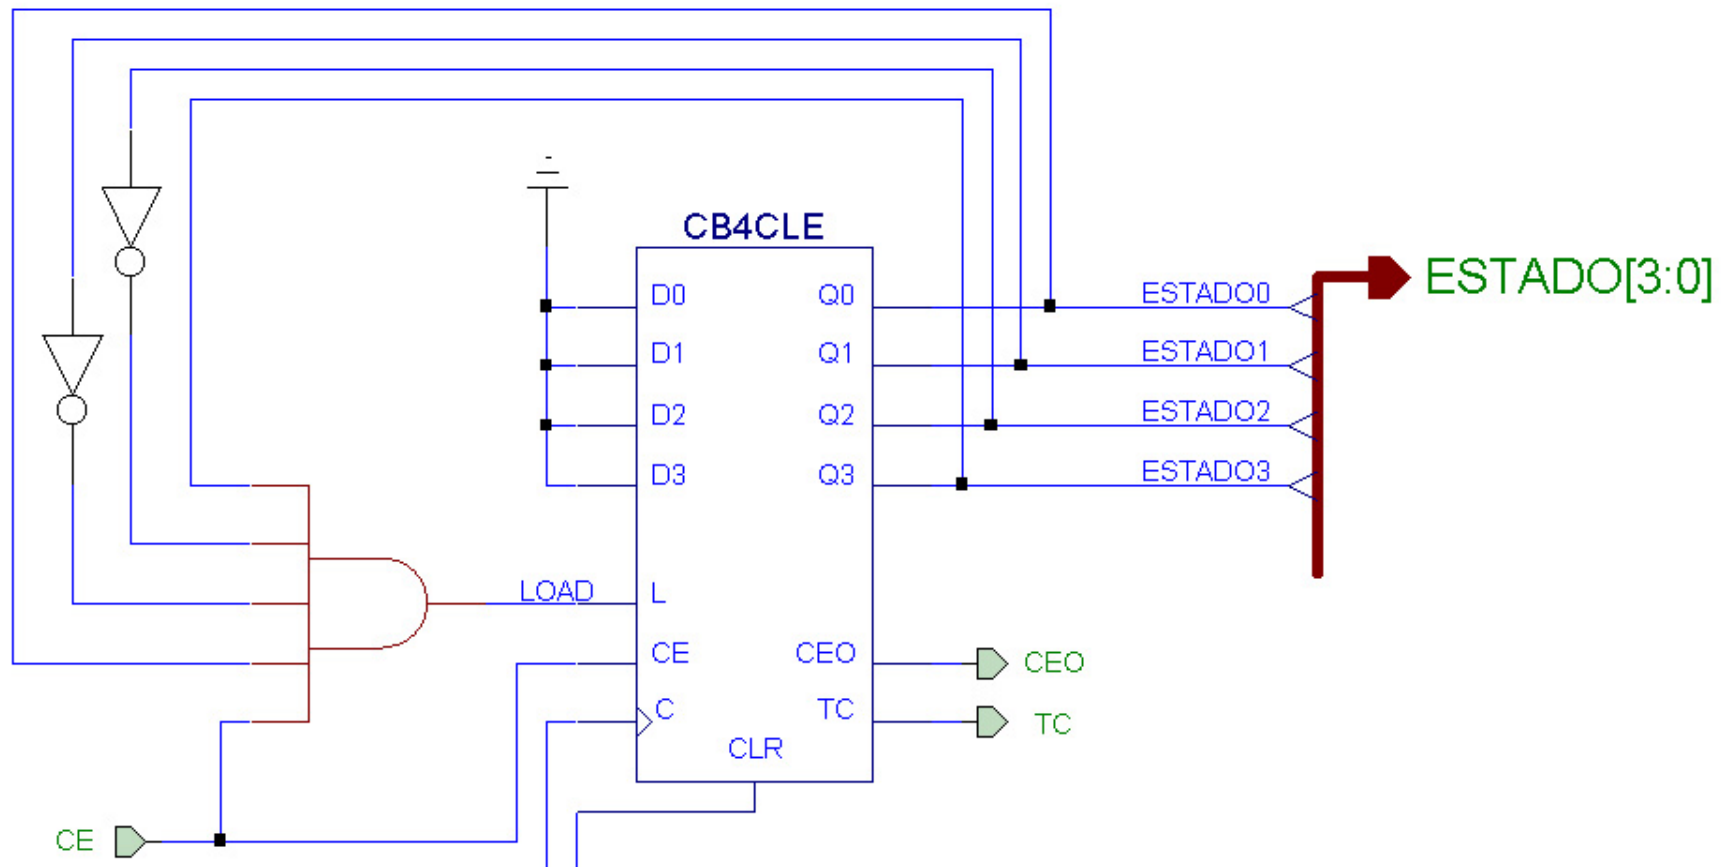 CB4CLE
D0
Q0
ESTADO0
ESTADO[3:0]
D1
Q1
ESTADO1
D2
Q2
ESTADO2
D3
Q3
ESTADO3
LOAD
L
CE
CEO
CEO
C
TC
TC
CLR
CE